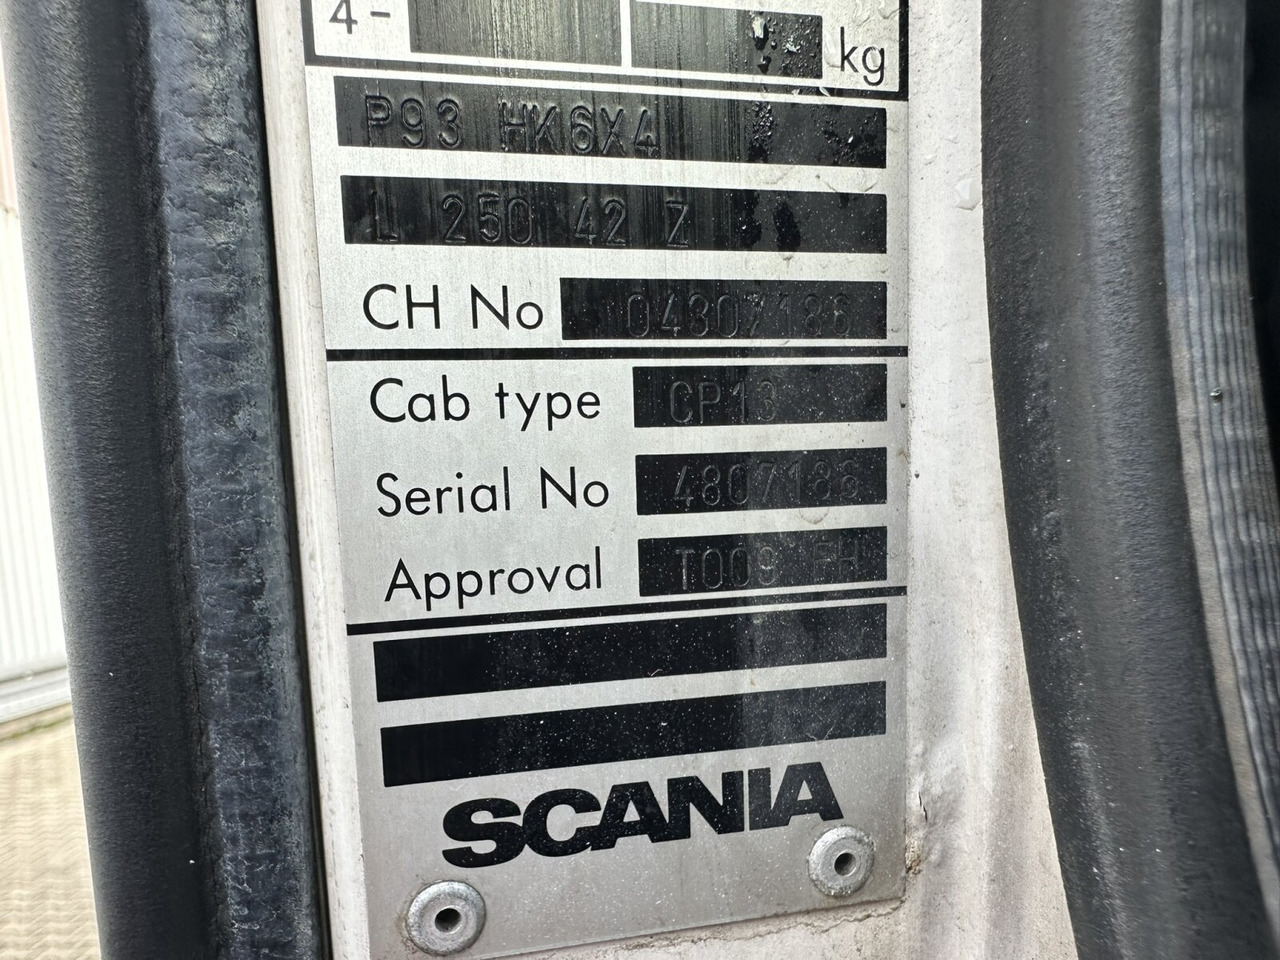 4- kg
P93 HK6X4
L 250 42 Z
CH No 04807186
Cab type CP13
Serial No 4807186
Approval T009 FH
SCANIA